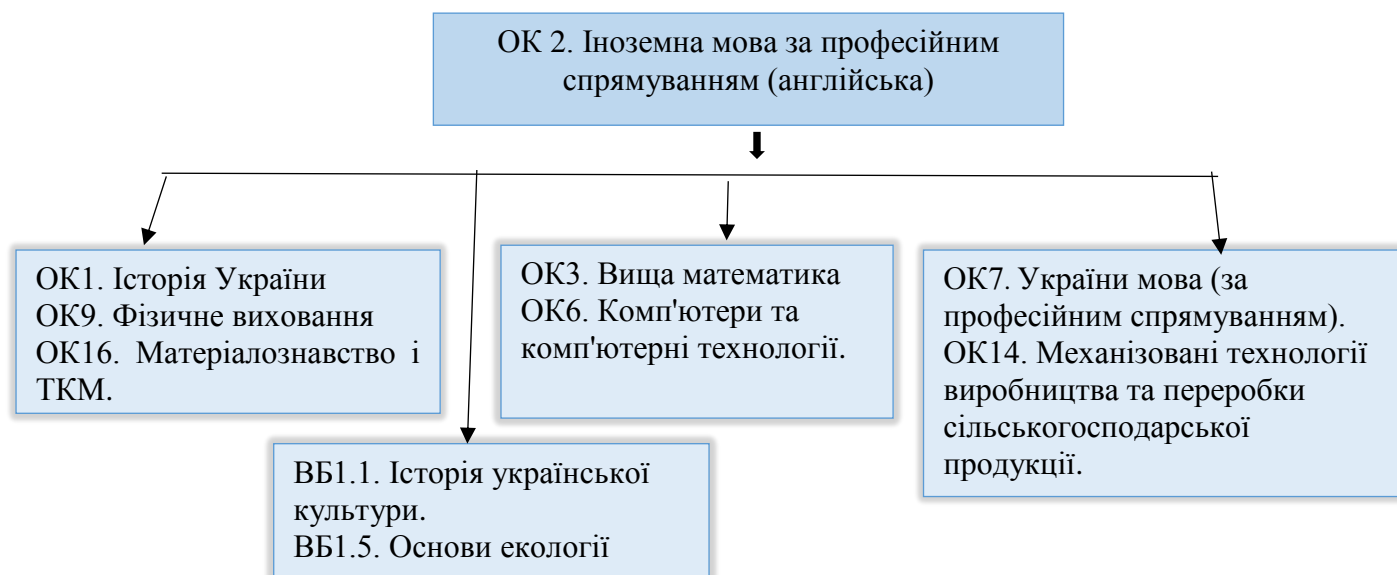 ОК 2. Іноземна мова за професійним
спрямуванням (англійська)
ОК1. Історія України
ОК9. Фізичне виховання
ОК16. Матеріалознавство і
ТКМ.
ОК3. Вища математика
ОК6. Комп'ютери та
комп'ютерні технології.
ОК7. України мова (за
професійним спрямуванням).
ОК14. Механізовані технології
виробництва та переробки
сільськогосподарської
продукції.
ВБ1.1. Історія української
культури.
ВБ1.5. Основи екології